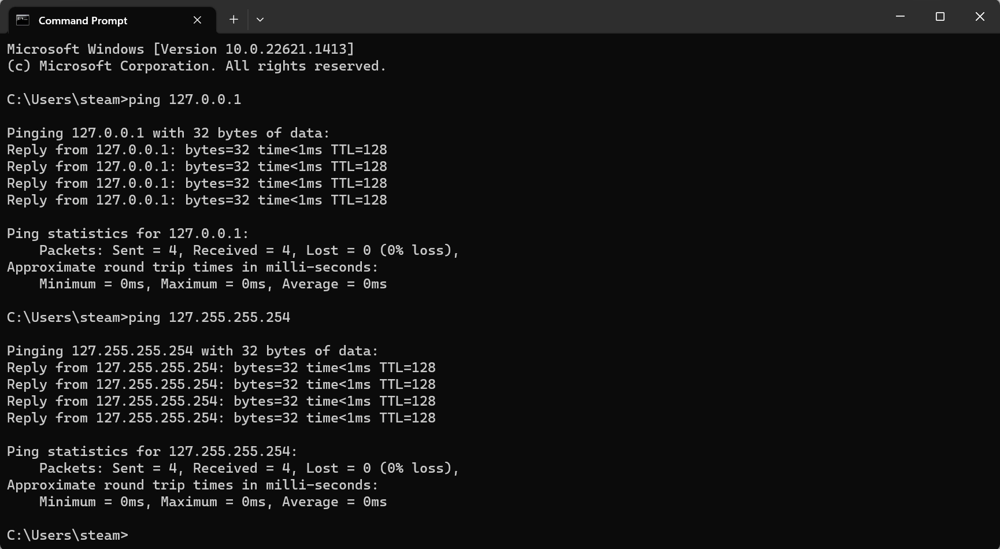 Command Prompt
Microsoft Windows [Version 10.0.22621.1413]
(c) Microsoft Corporation. All rights reserved.
C:\Users\steam>ping 127.0.0.1
Pinging 127.0.0.1 with 32 bytes of data:
Reply from 127.0.0.1: bytes=32 time<1ms TTL=128
Reply from 127.0.0.1: bytes=32 time<1ms TTL=128
Reply from 127.0.0.1: bytes=32 time<1ms TTL=128
Reply from 127.0.0.1: bytes=32 time<1ms TTL=128
Ping statistics for 127.0.0.1:
    Packets: Sent = 4, Received = 4, Lost = 0 (0% loss),
Approximate round trip times in milli-seconds:
    Minimum = 0ms, Maximum = 0ms, Average = 0ms
C:\Users\steam>ping 127.255.255.254
Pinging 127.255.255.254 with 32 bytes of data:
Reply from 127.255.255.254: bytes=32 time<1ms TTL=128
Reply from 127.255.255.254: bytes=32 time<1ms TTL=128
Reply from 127.255.255.254: bytes=32 time<1ms TTL=128
Reply from 127.255.255.254: bytes=32 time<1ms TTL=128
Ping statistics for 127.255.255.254:
    Packets: Sent = 4, Received = 4, Lost = 0 (0% loss),
Approximate round trip times in milli-seconds:
    Minimum = 0ms, Maximum = 0ms, Average = 0ms
C:\Users\steam>